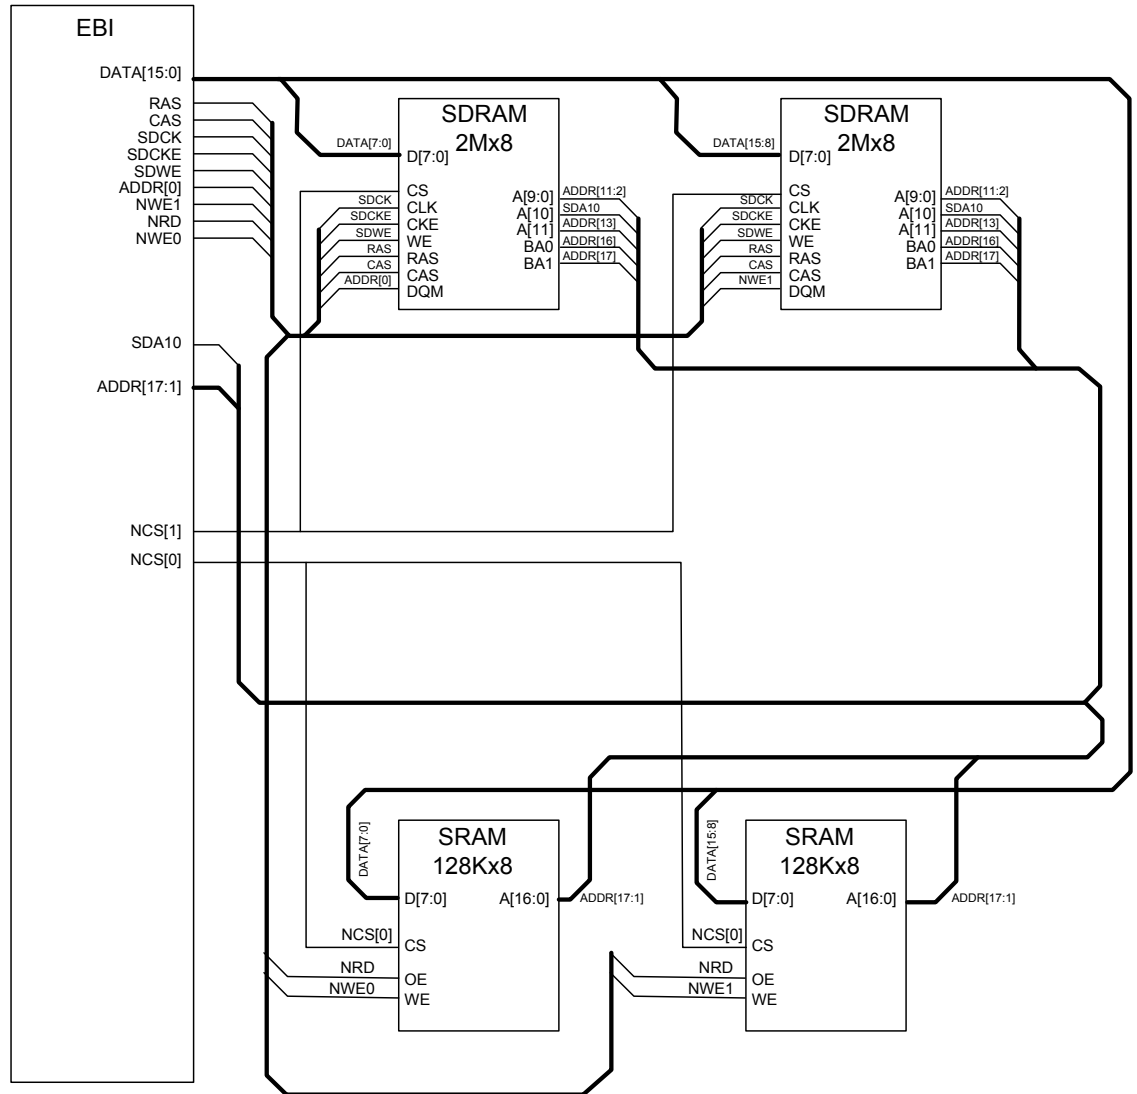 EBI
DATA[15:0]
RAS
CAS
SDCK
SDCKE
SDWE
ADDR[0]
NWE1
NRD
NWE0
SDA10
ADDR[17:1]
NCS[1]
NCS[0]
SDRAM
2Mx8
DATA[7:0]
D[7:0]
CS
SDCK
CLK
SDCKE
CKE
SDWE
WE
RAS
RAS
CAS
CAS
ADDR[0]
DQM
A[9:0]
ADDR[11:2]
A[10]
SDA10
A[11]
ADDR[13]
BA0
ADDR[16]
BA1
ADDR[17]
SDRAM
2Mx8
DATA[15:8]
D[7:0]
CS
SDCK
CLK
SDCKE
CKE
SDWE
WE
RAS
RAS
CAS
CAS
NWE1
DQM
A[9:0]
ADDR[11:2]
A[10]
SDA10
A[11]
ADDR[13]
BA0
ADDR[16]
BA1
ADDR[17]
SRAM
128Kx8
DATA[7:0]
D[7:0]
A[16:0]
ADDR[17:1]
NCS[0]
CS
NRD
OE
NWE0
WE
SRAM
128Kx8
DATA[15:8]
D[7:0]
A[16:0]
ADDR[17:1]
NCS[0]
CS
NRD
OE
NWE1
WE